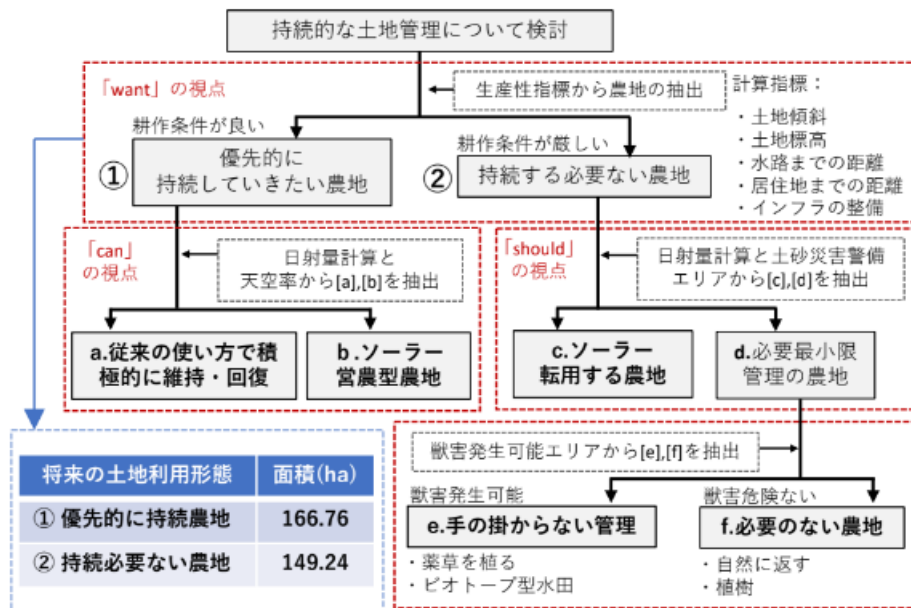 持続的な土地管理について検討
「want」の視点
生産性指標から農地の抽出
計算指標：
・土地傾斜
・土地標高
・水路までの距離
・居住地までの距離
・インフラの整備
耕作条件が良い
①
優先的に
持続していきたい農地
耕作条件が厳しい
②
持続する必要ない農地
「can」
の視点
日射量計算と
天空率から[a],[b]を抽出
「should」
の視点
日射量計算と土砂災害警備
エリアから[c],[d]を抽出
a.従来の使い方で積
極的に維持・回復
b.ソーラー
営農型農地
c.ソーラー
転用する農地
d.必要最小限
管理の農地
獣害発生可能エリアから[e],[f]を抽出
獣害発生可能
e.手の掛からない管理
・薬草を植る
・ビオトープ型水田
獣害危険ない
f.必要のない農地
・自然に返す
・植樹
将来の土地利用形態 面積(ha)
① 優先的に持続農地 166.76
② 持続必要ない農地 149.24